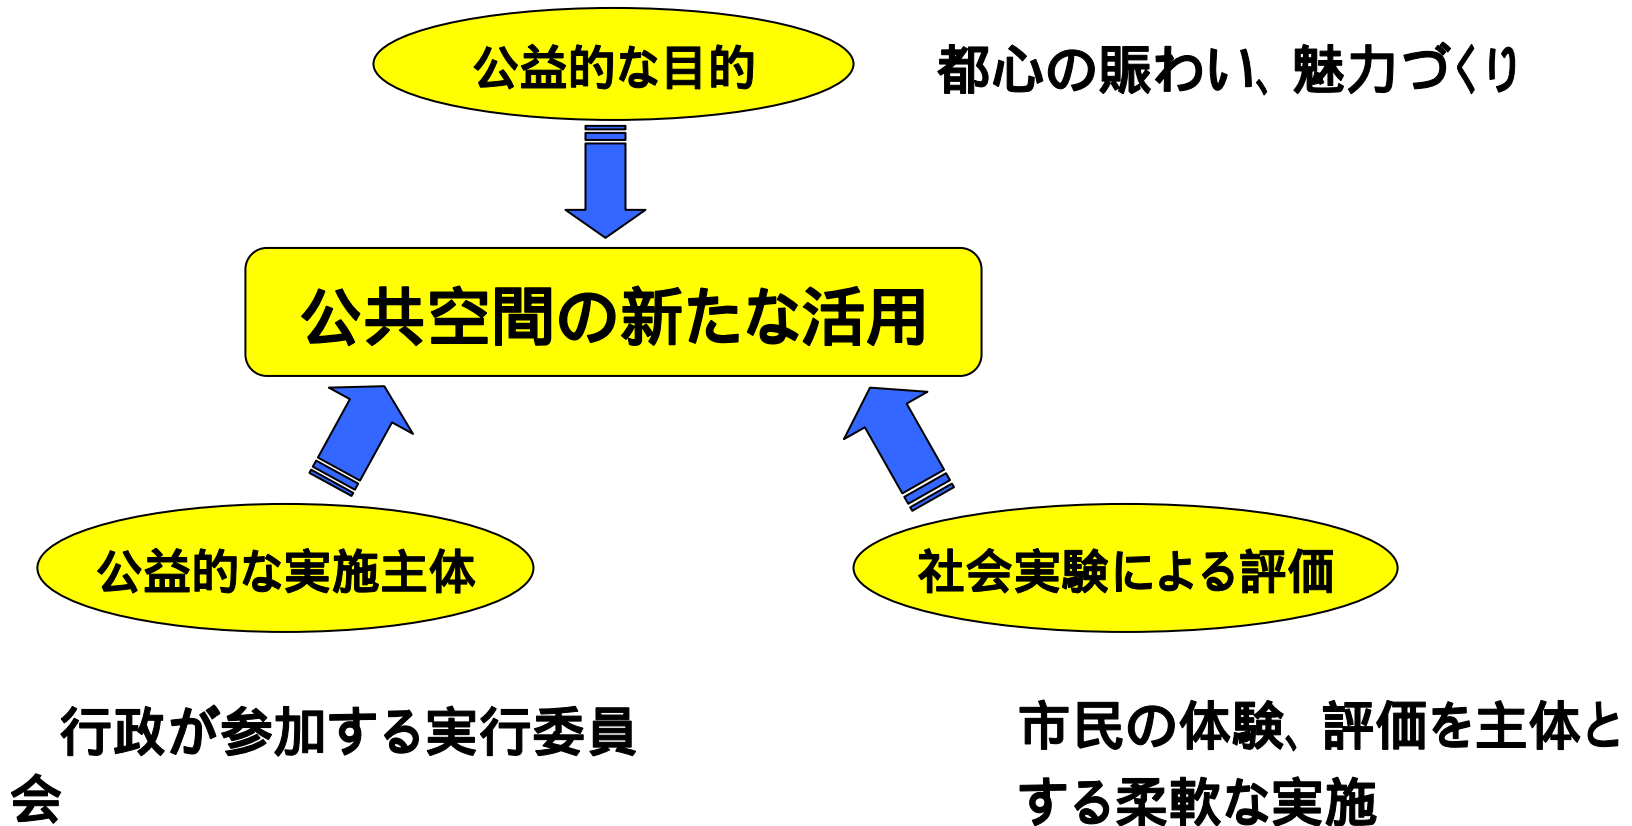 公益的な目的
都心の賑わい、魅力づくり
公共空間の新たな活用
公益的な実施主体
社会実験による評価
行政が参加する実行委員
会
市民の体験、評価を主体と
する柔軟な実施